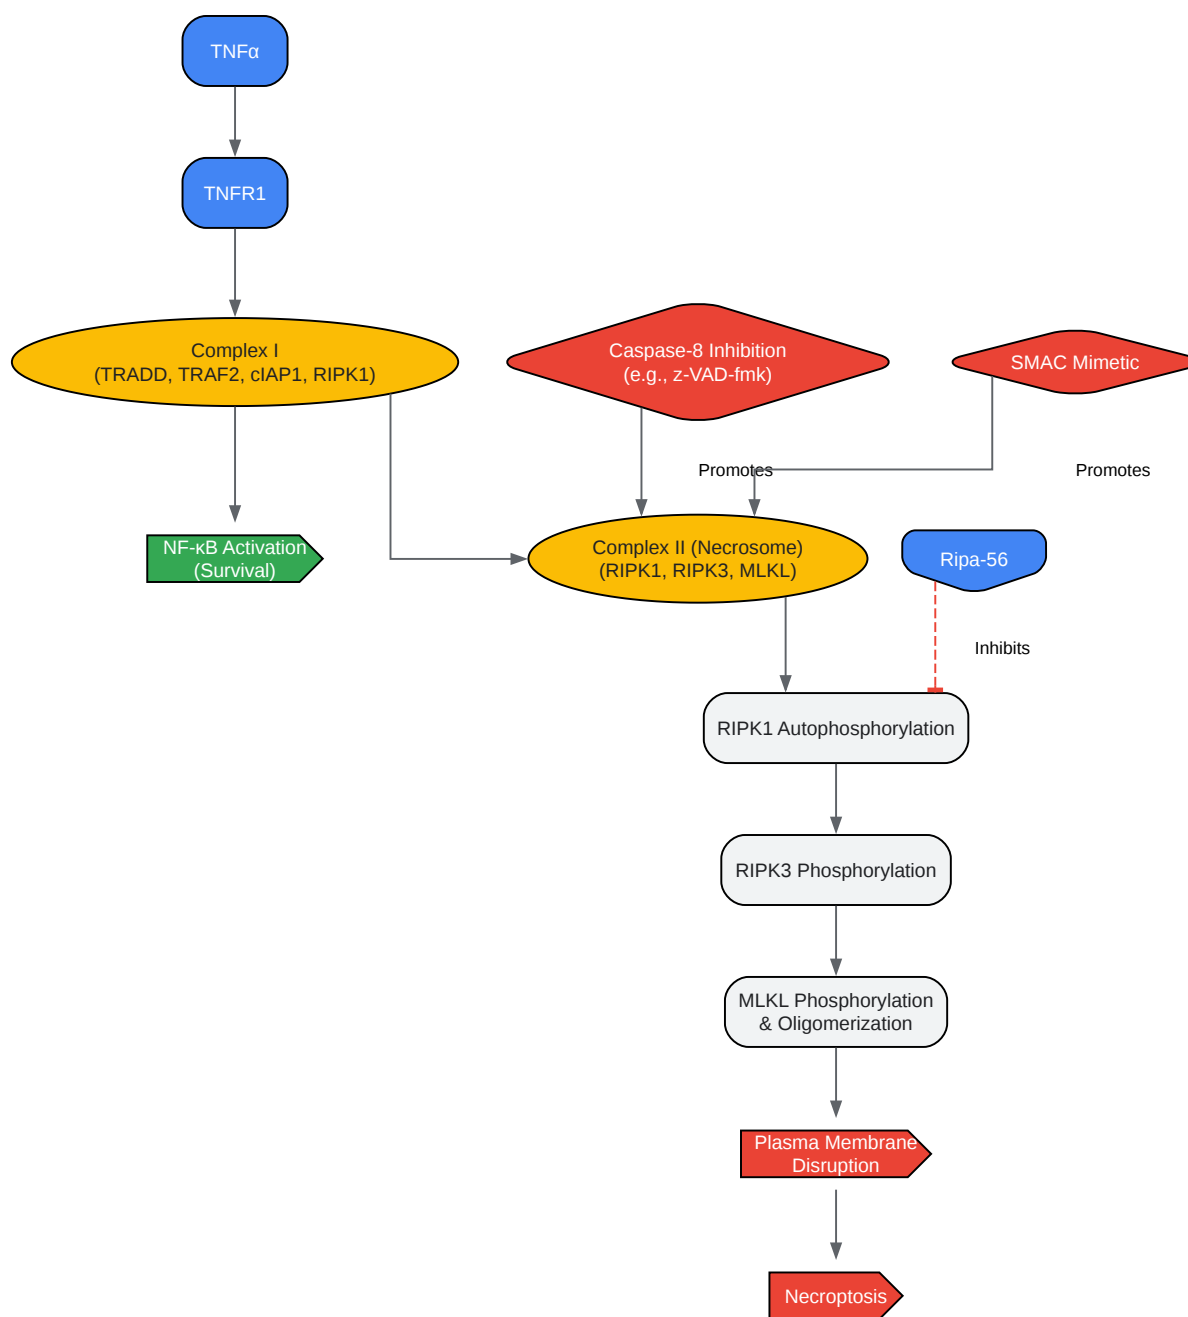 TNFα
TNFR1
Complex I
(TRADD, TRAF2, cIAP1, RIPK1)
Caspase-8 Inhibition
(e.g., z-VAD-fmk)
SMAC Mimetic
Promotes
Promotes
NF-κB Activation
(Survival)
Complex II (Necrosome)
(RIPK1, RIPK3, MLKL)
Ripa-56
Inhibits
RIPK1 Autophosphorylation
RIPK3 Phosphorylation
MLKL Phosphorylation
& Oligomerization
Plasma Membrane
Disruption
Necroptosis